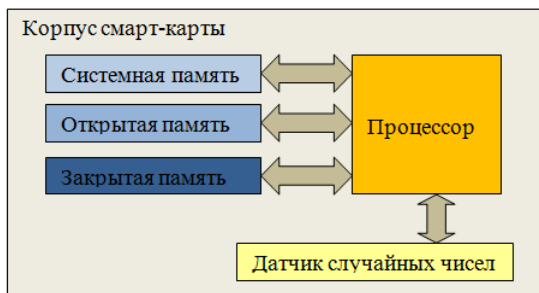 Корпус смарт-карты
Системная память
Открытая память
Процессор
Закрытая память
Датчик случайных чисел